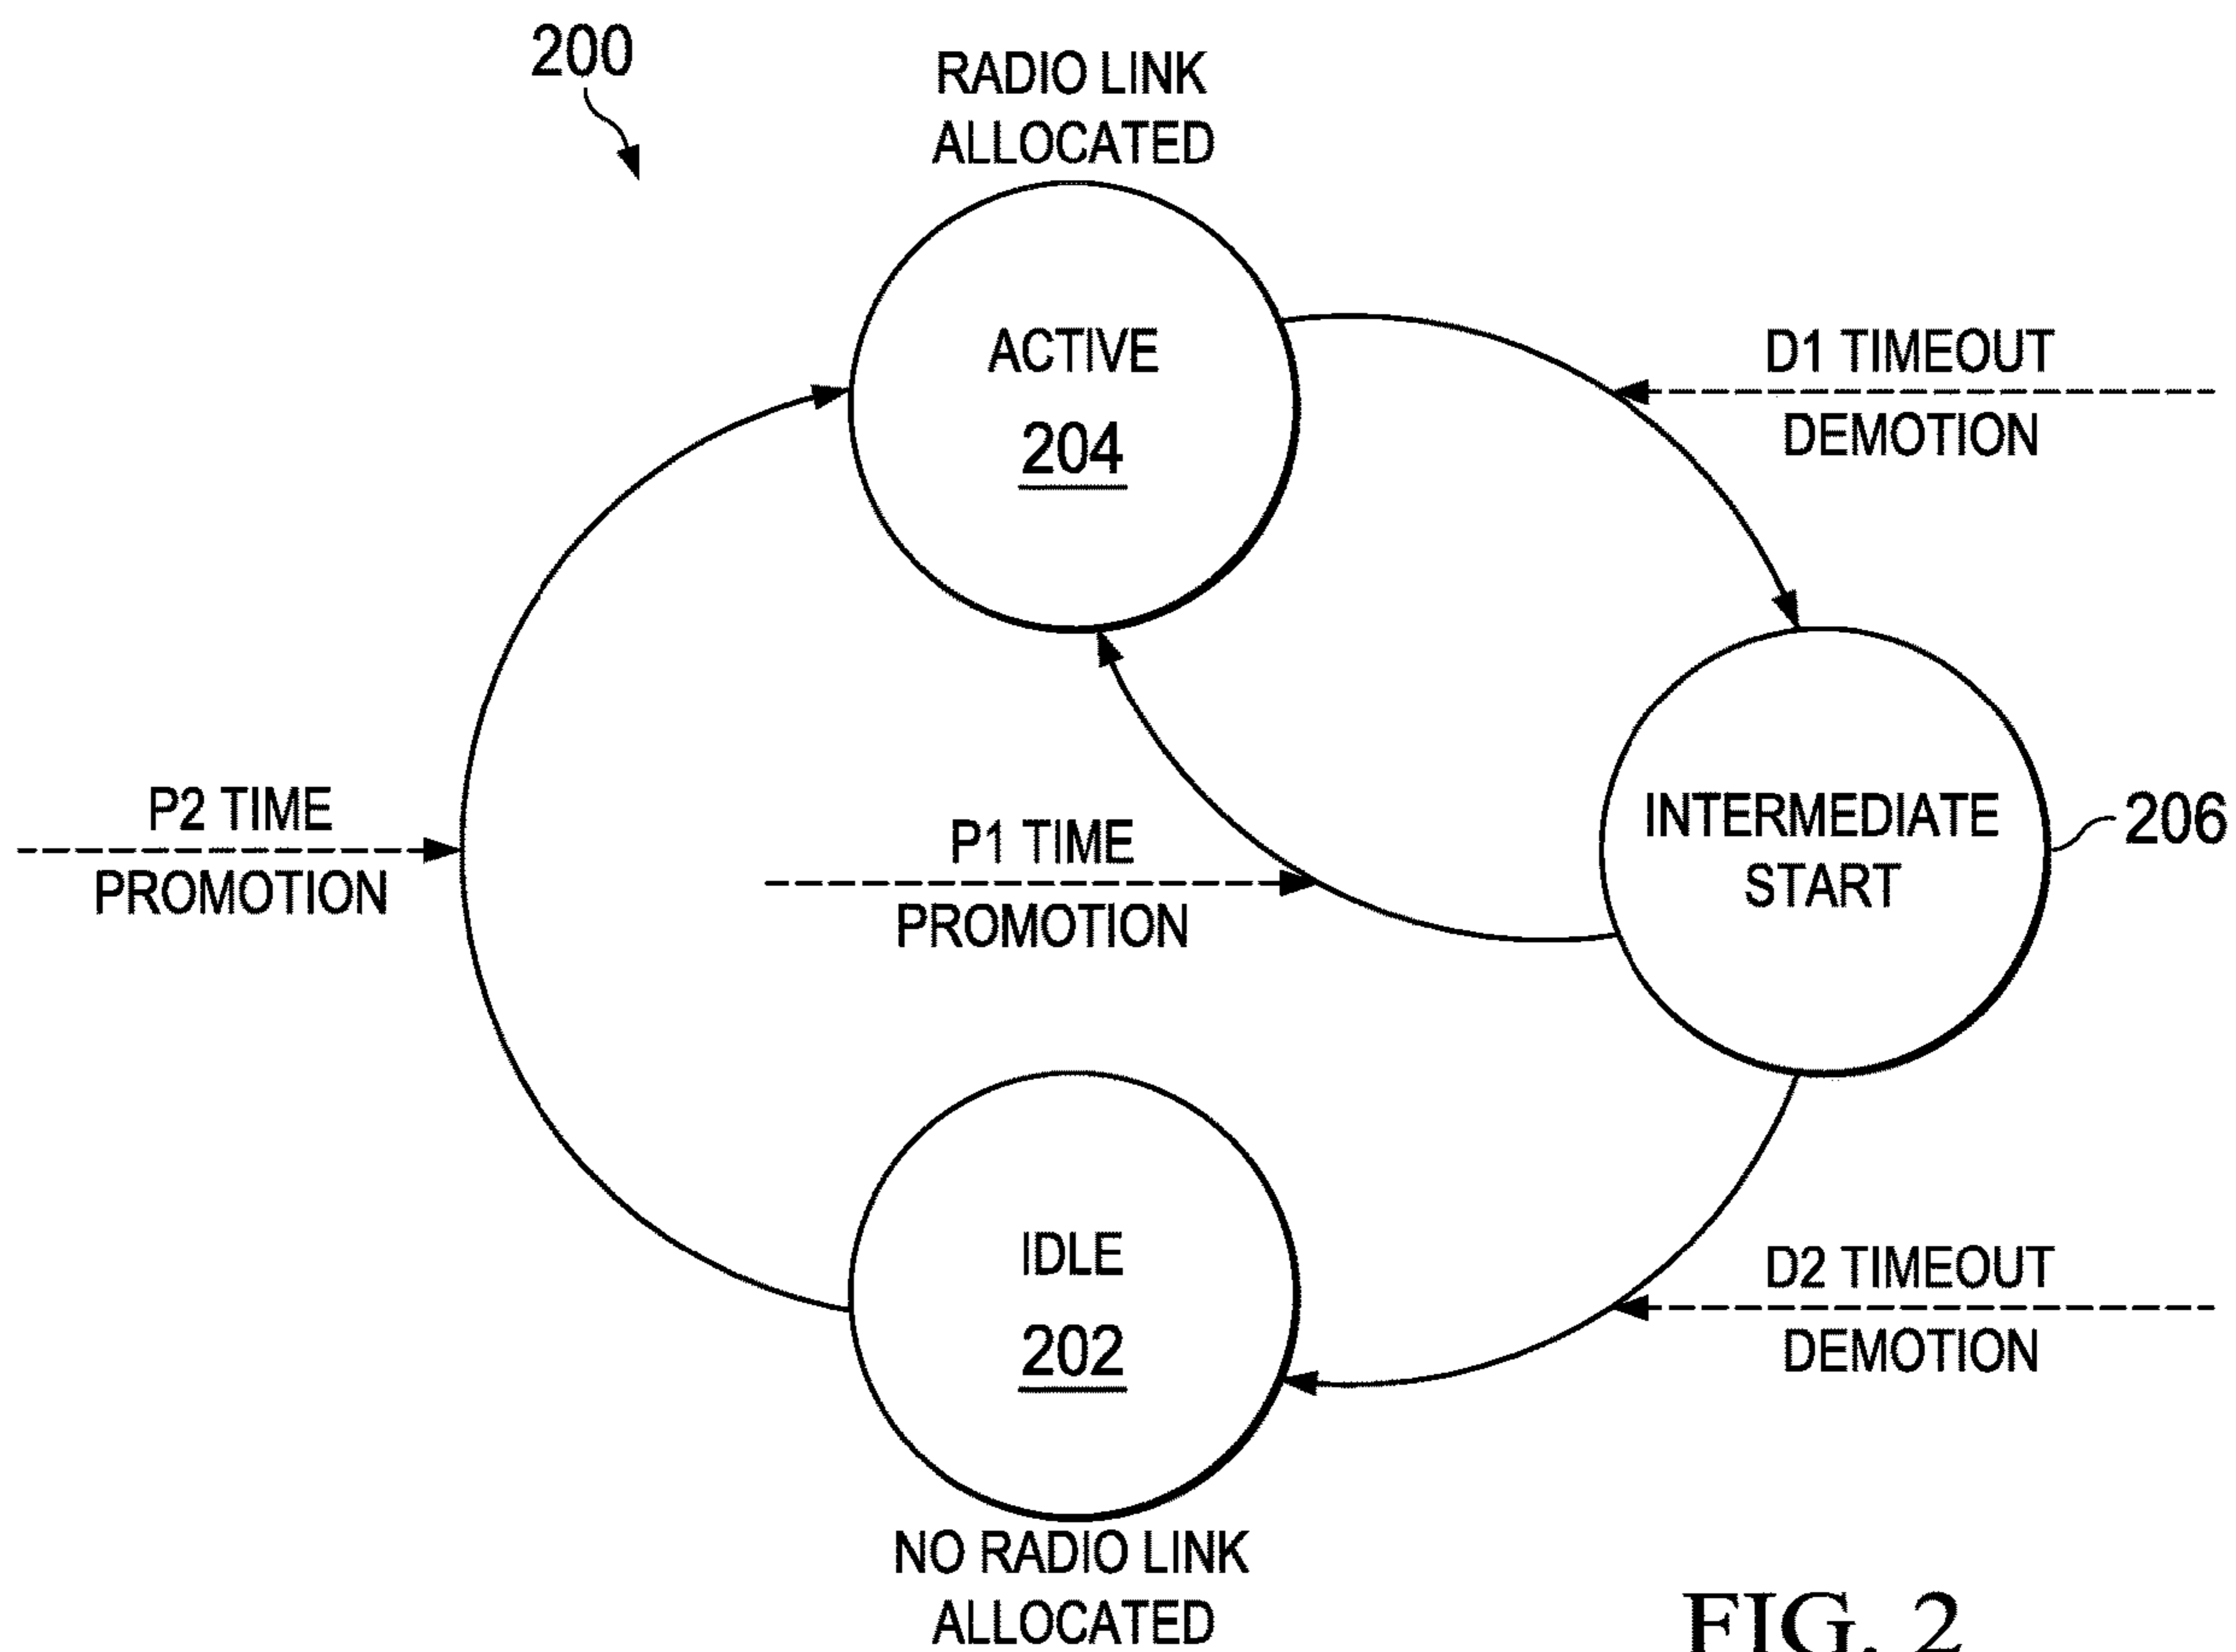 200
RADIO LINK
ALLOCATED
ACTIVE
204
D1 TIMEOUT
DEMOTION
P2 TIME
PROMOTION
P1 TIME
PROMOTION
INTERMEDIATE
START
206
IDLE
202
D2 TIMEOUT
DEMOTION
NO RADIO LINK
ALLOCATED
FIG. 2